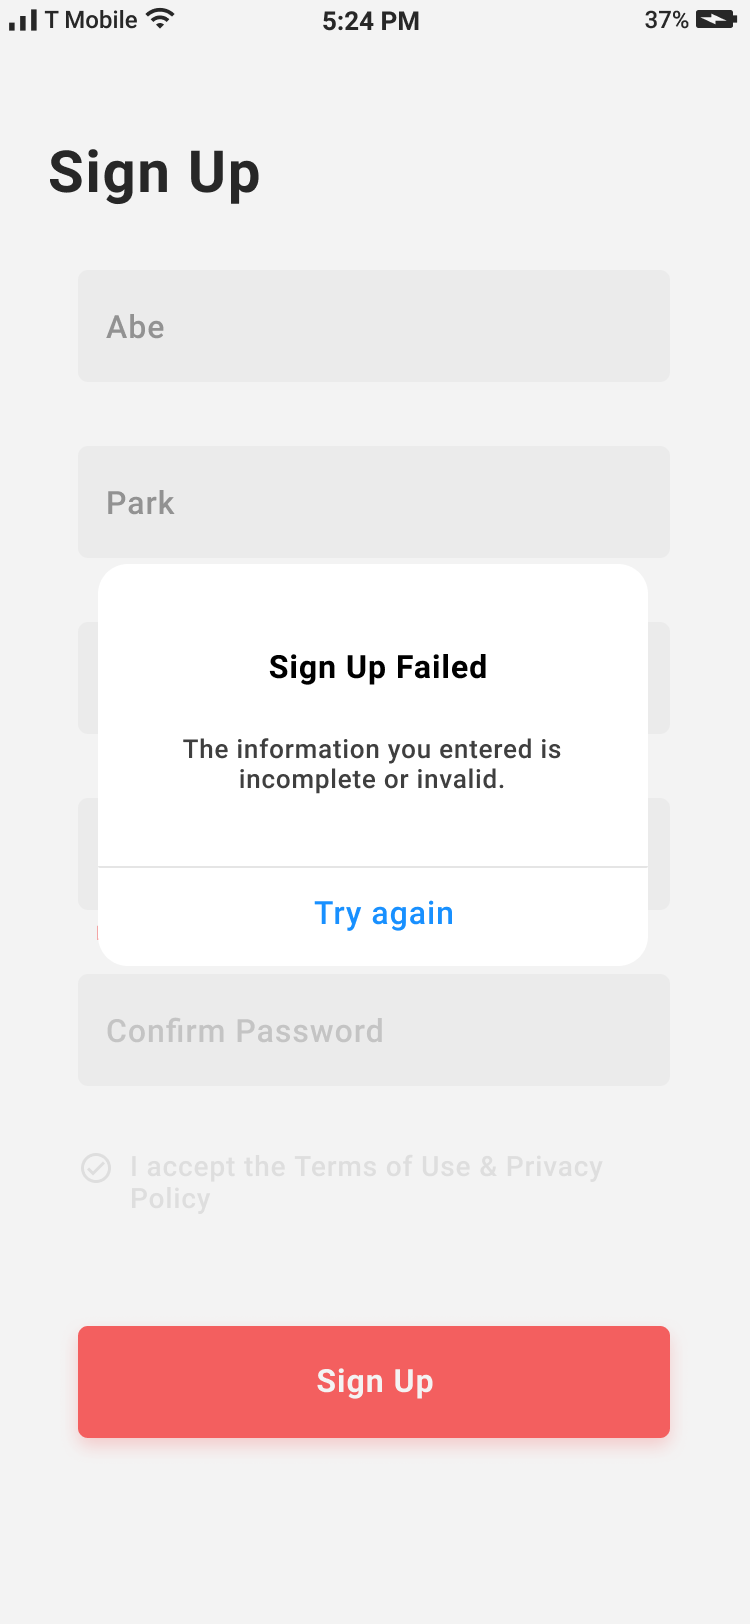 T Mobile 5:24 PM 37%
Sign Up
Abe
Park
Sign Up Failed
The information you entered is
incomplete or invalid.
Try again
Confirm Password
I accept the Terms of Use & Privacy
Policy
Sign Up